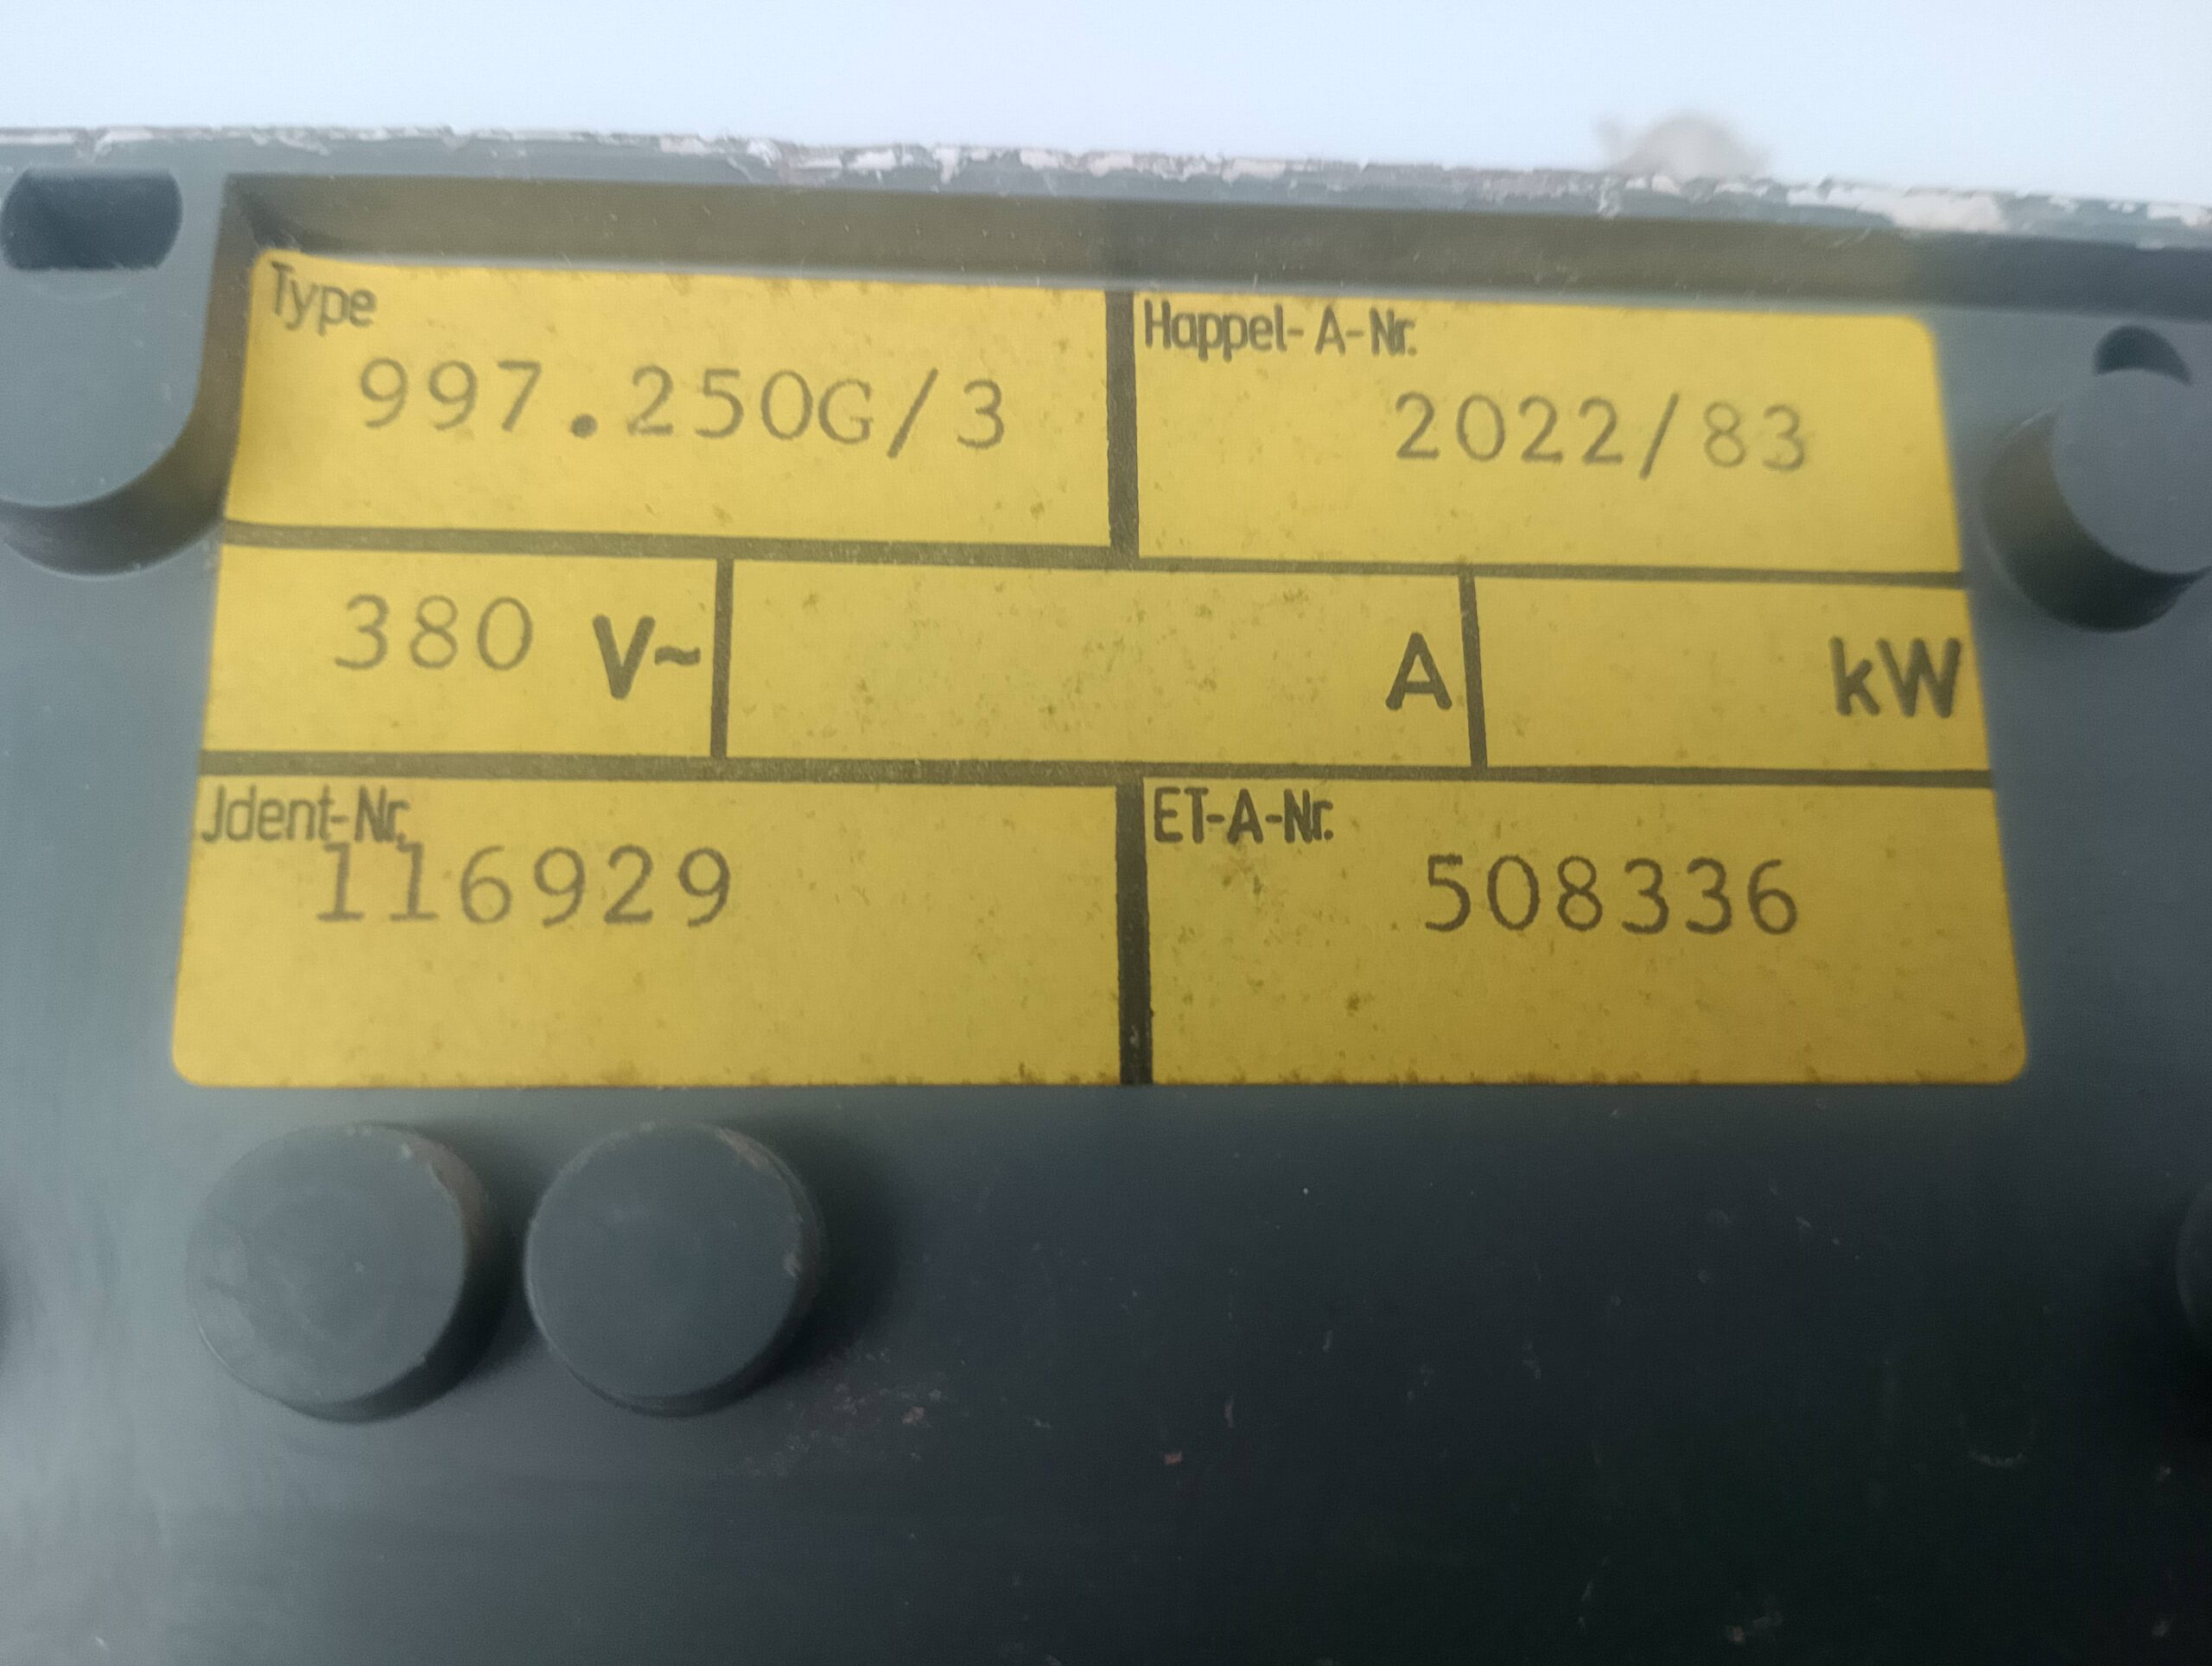 Type
997.250G/3
Happel-A-Nr.
2022/83
380 V~
A
kW
Jdent-Nr.
116929
ET-A-Nr.
508336